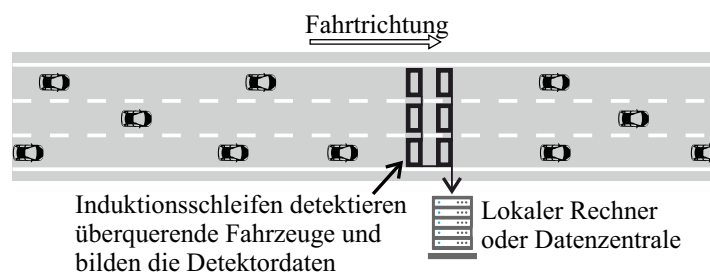 Fahrtrichtung
Induktionsschleifen detektieren
überquerende Fahrzeuge und
bilden die Detektordaten
Lokaler Rechner
oder Datenzentrale